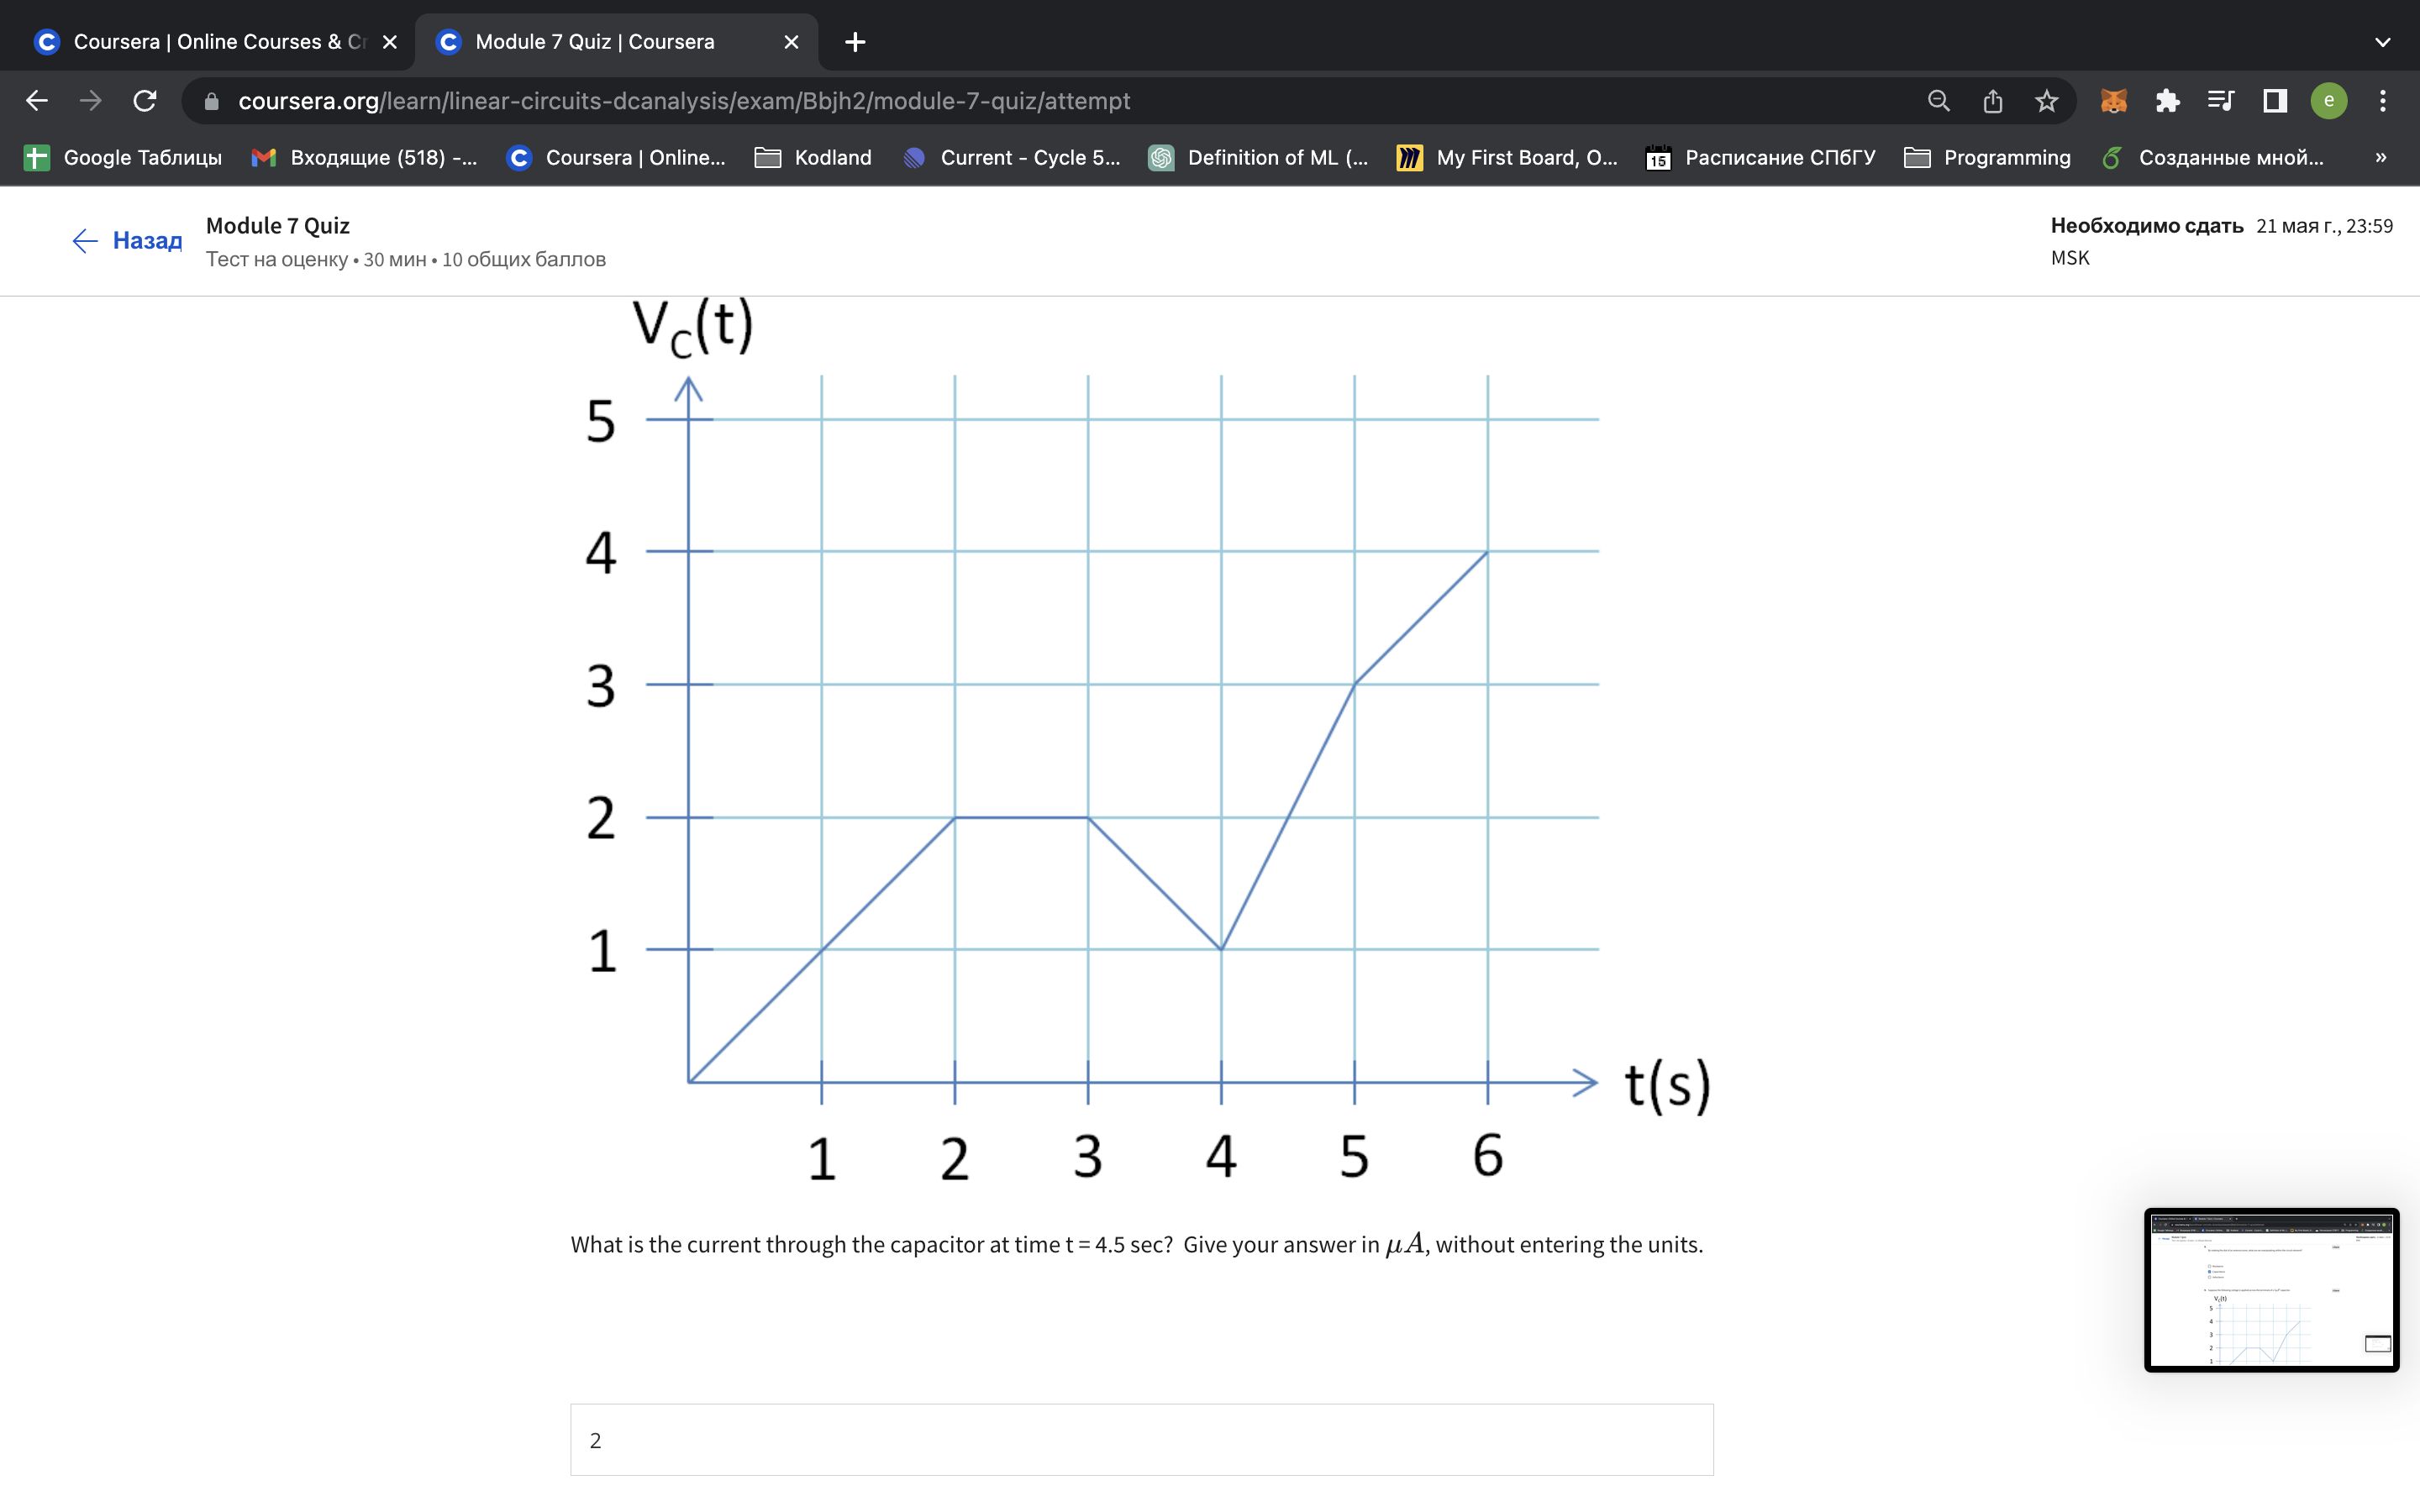 Coursera | Online Courses & Cr
Module 7 Quiz | Coursera
coursera.org/learn/linear-circuits-dcanalysis/exam/Bbjh2/module-7-quiz/attempt
e
Google Таблицы
Входящие (518) -...
Coursera | Online...
Kodland
Current - Cycle 5...
Definition of ML (...
My First Board, O...
15
Расписание СПбГУ
Programming
Созданные мной...
»
Назад
Module 7 Quiz
Тест на оценку • 30 мин • 10 общих баллов
Необходимо сдать 21 мая г., 23:59
MSK
V_C(t)
5
4
3
2
1
t(s)
1 2 3 4 5 6
What is the current through the capacitor at time t = 4.5 sec? Give your answer in μA, without entering the units.
2